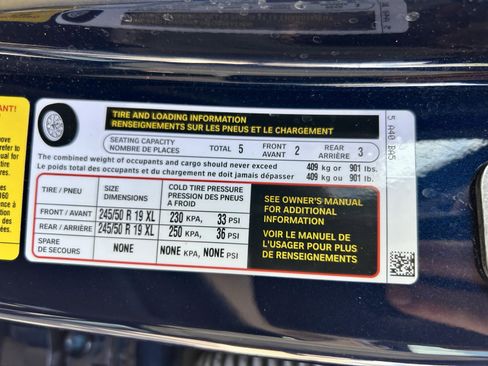 ANT!
TIRE AND LOADING INFORMATION
RENSEIGNEMENTS SUR LES PNEUS ET LE CHARGEMENT
SEATING CAPACITY
NOMBRE DE PLACES
TOTAL 5
FRONT
AVANT 2
REAR
ARRIÈRE 3
The combined weight of occupants and cargo should never exceed 409 kg or 901 lbs.
Le poids total des occupants et du chargement ne doit jamais dépasser 409 kg ou 901 lb.
TIRE / PNEU
SIZE
DIMENSIONS
COLD TIRE PRESSURE
PRESSION DES PNEUS
A FROID
FRONT / AVANT 245/50 R 19 XL 230 KPA, 33 PSI
REAR / ARRIÈRE 245/50 R 19 XL 250 KPA, 36 PSI
SPARE
DE SECOURS
NONE NONE KPA, NONE PSI
SEE OWNER'S MANUAL
FOR ADDITIONAL
INFORMATION
VOIR LE MANUEL DE
L'USAGER POUR PLUS
DE RENSEIGNEMENTS
5 A40 B45